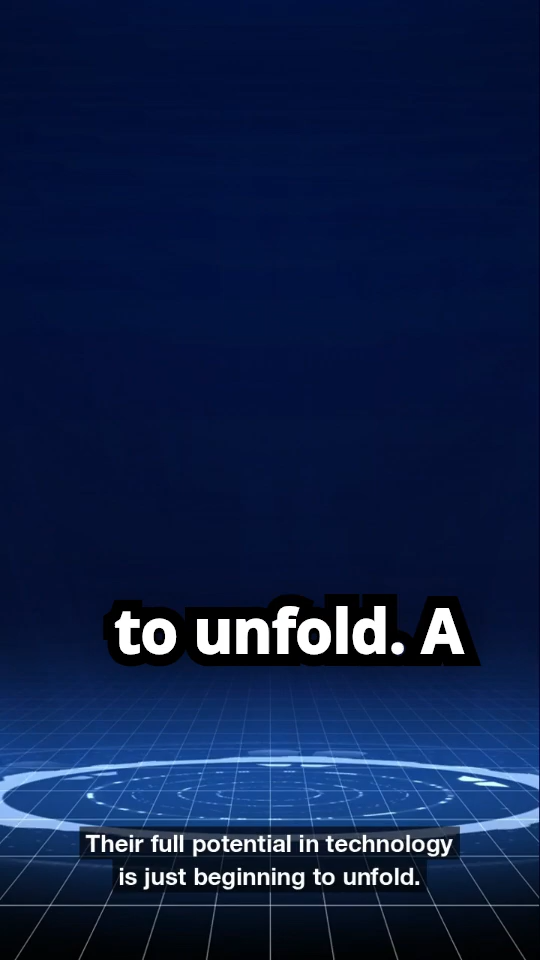 to unfold. A
Their full potential in technology
is just beginning to unfold.